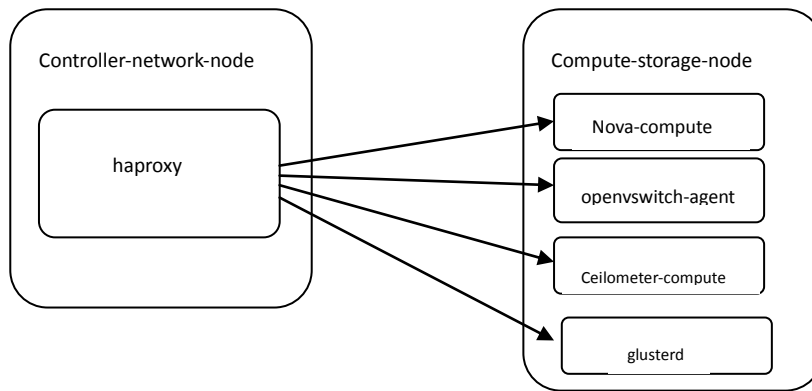 Controller-network-node
haproxy
Compute-storage-node
Nova-compute
openvswitch-agent
Ceilometer-compute
glusterd